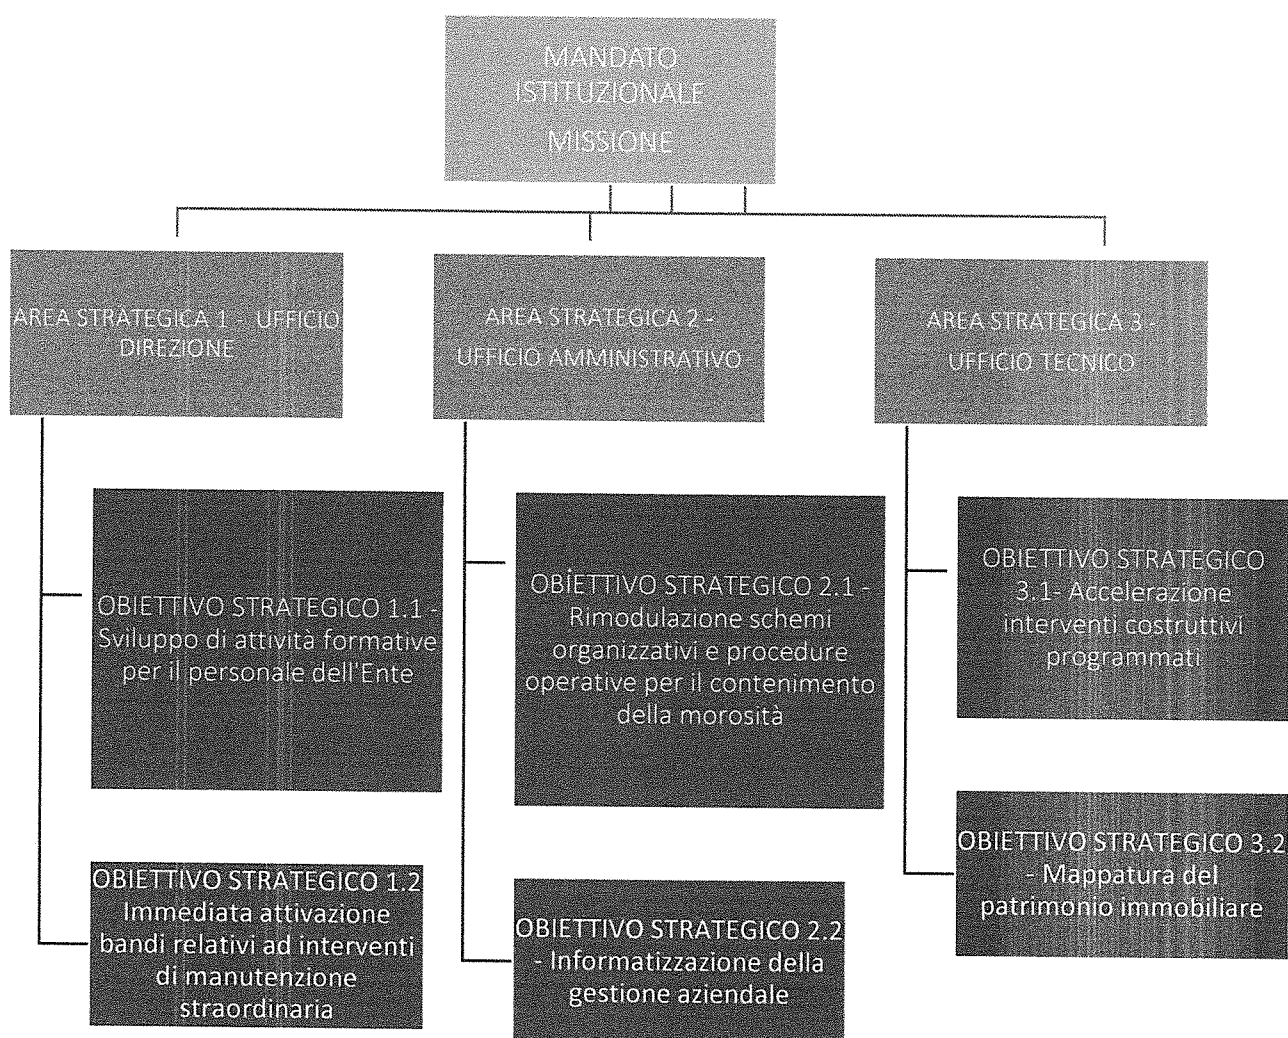 MANDATO
ISTITUZIONALE
MISSIONE
AREA STRATEGICA 1 - UFFICIO
DIREZIONE
AREA STRATEGICA 2 -
UFFICIO AMMINISTRATIVO
AREA STRATEGICA 3 -
UFFICIO TECNICO
OBIETTIVO STRATEGICO 1.1 -
Sviluppo di attività formative
per il personale dell'Ente
OBIETTIVO STRATEGICO 1.2
Immediata attivazione
bandi relativi ad interventi
di manutenzione
straordinaria
OBIETTIVO STRATEGICO 2.1 -
Rimodulazione schemi
organizzativi e procedure
operative per il contenimento
della morosità
OBIETTIVO STRATEGICO 2.2
- Informatizzazione della
gestione aziendale
OBIETTIVO STRATEGICO
3.1- Accelerazione
interventi costruttivi
programmati
OBIETTIVO STRATEGICO 3.2
- Mappatura del
patrimonio immobiliare